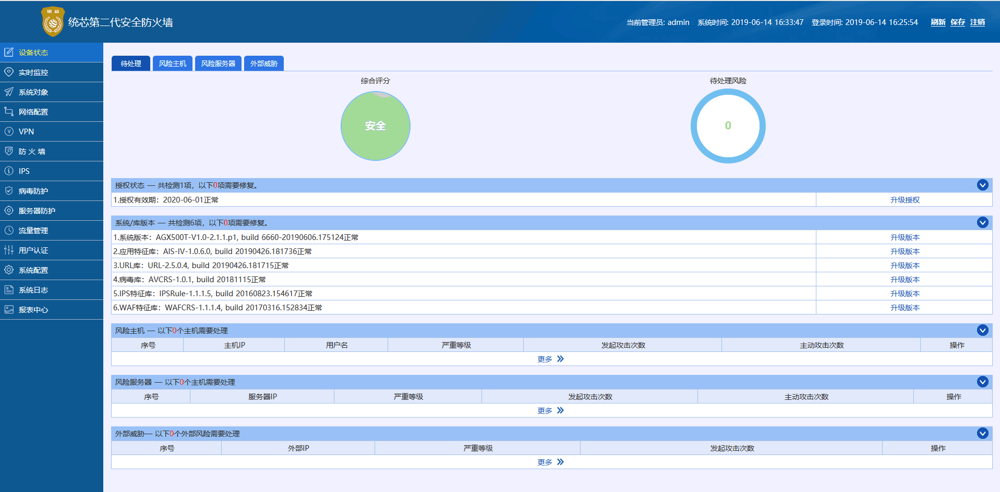 统芯
统芯第二代安全防火墙
当前管理员: admin 系统时间: 2019-06-14 16:33:47 登录时间: 2019-06-14 16:25:54 刷新 保存 注销
设备状态
实时监控
系统对象
网络配置
VPN
防 火 墙
IPS
病毒防护
服务器防护
流量管理
用户认证
系统配置
系统日志
报表中心
待处理 风险主机 风险服务器 外部威胁
综合评分 待处理风险
安全 0
授权状态 — 共检测1项，以下0项需要修复。
1.授权有效期：2020-06-01正常 升级授权
系统/库版本 — 共检测6项，以下0项需要修复。
1.系统版本：AGX500T-V1.0-2.1.1.p1, build 6660-20190606.175124正常 升级版本
2.应用特征库：AIS-IV-1.0.6.0, build 20190426.181736正常 升级版本
3.URL库：URL-2.5.0.4, build 20190426.181715正常 升级版本
4.病毒库：AVCRS-1.0.1, build 20181115正常 升级版本
5.IPS特征库：IPSRule-1.1.1.5, build 20160823.154617正常 升级版本
6.WAF特征库：WAFCRS-1.1.1.4, build 20170316.152834正常 升级版本
风险主机 — 以下0个主机需要处理
序号 主机IP 用户名 严重等级 发起攻击次数 主动攻击次数 操作
更多
风险服务器 — 以下0个主机需要处理
序号 服务器IP 严重等级 发起攻击次数 主动攻击次数 操作
更多
外部威胁— 以下0个外部风险需要处理
序号 外部IP 严重等级 发起攻击次数 操作
更多